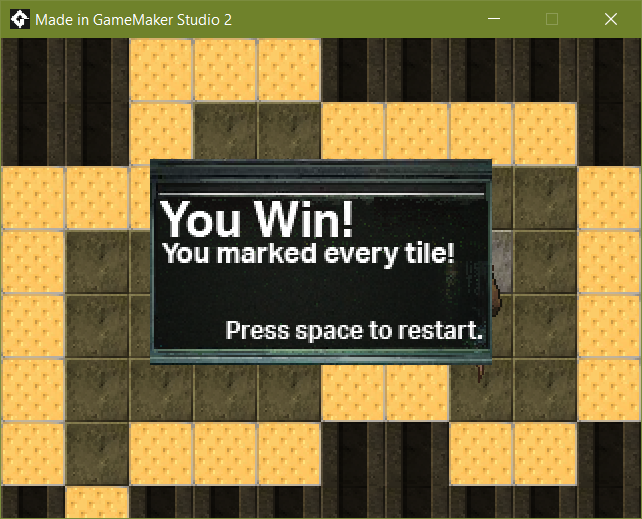 Made in GameMaker Studio 2
You Win!
You marked every tile!
Press space to restart.